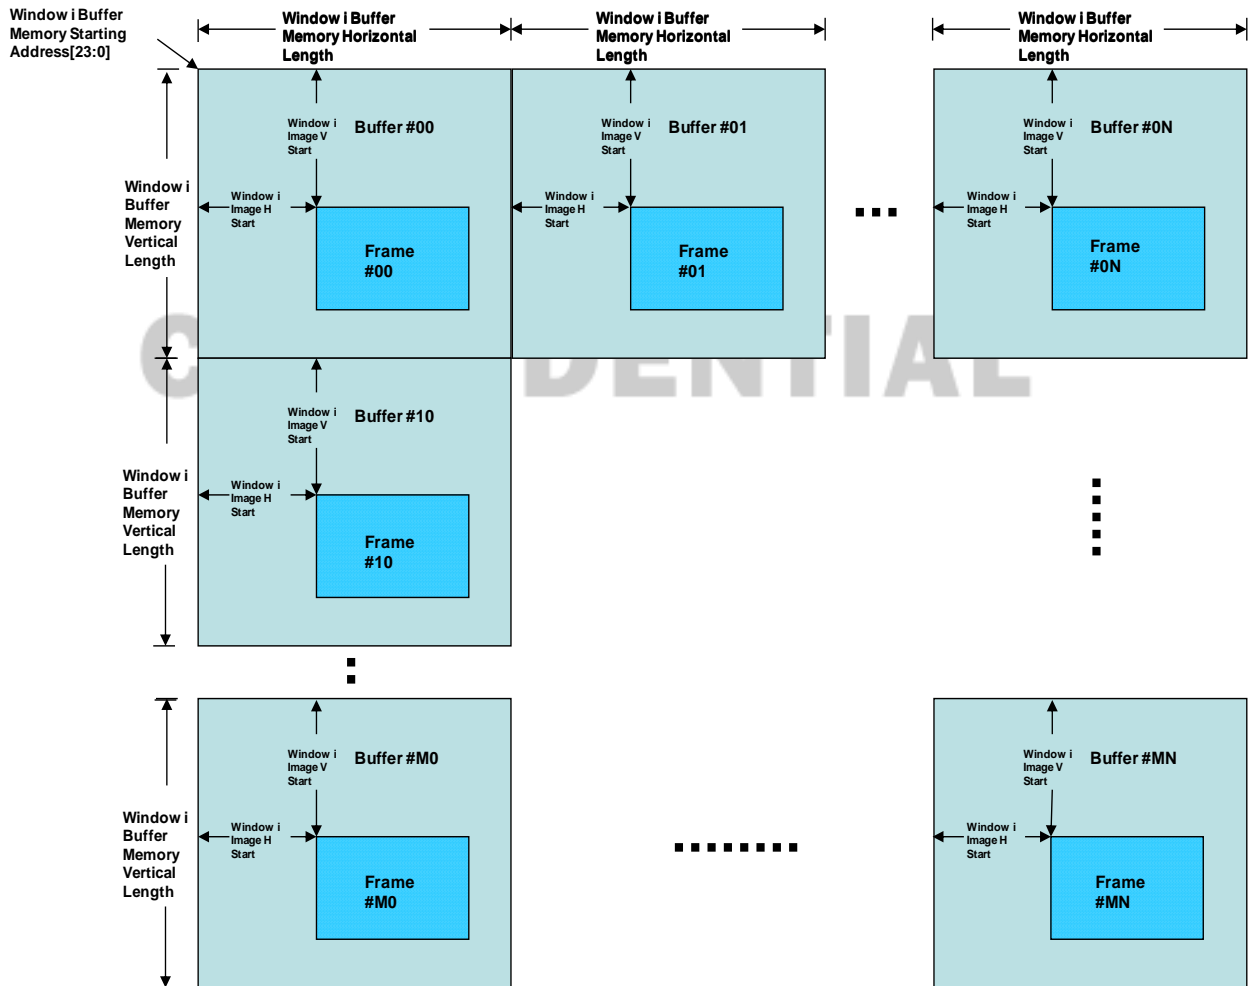 Window i Buffer
Memory Starting
Address[23:0]
Window i Buffer
Memory Horizontal
Length
Window i Buffer
Memory Horizontal
Length
Window i Buffer
Memory Horizontal
Length
Window i
Buffer
Memory
Vertical
Length
Window i
Image V
Start
Buffer #00
Window i
Image H
Start
Frame
#00
Window i
Image V
Start
Buffer #01
Window i
Image H
Start
Frame
#01
Window i
Image V
Start
Buffer #0N
Window i
Image H
Start
Frame
#0N
CONFIDENTIAL
Window i
Buffer
Memory
Vertical
Length
Window i
Image V
Start
Buffer #10
Window i
Image H
Start
Frame
#10
Window i
Buffer
Memory
Vertical
Length
Window i
Image V
Start
Buffer #M0
Window i
Image H
Start
Frame
#M0
Window i
Image V
Start
Buffer #MN
Window i
Image H
Start
Frame
#MN